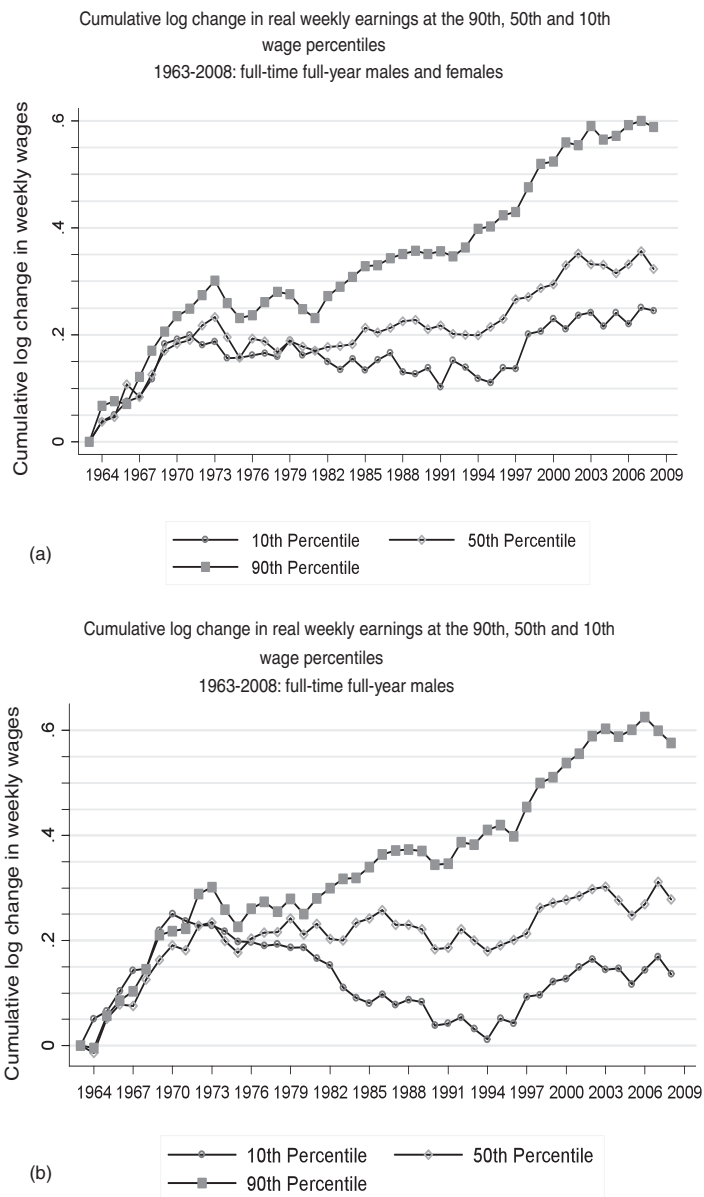 Cumulative log change in real weekly earnings at the 90th, 50th and 10th
wage percentiles
1963-2008: full-time full-year males and females
Cumulative log change in weekly wages
.6
.4
.2
0
1964 1967 1970 1973 1976 1979 1982 1985 1988 1991 1994 1997 2000 2003 2006 2009
(a)
10th Percentile 50th Percentile
90th Percentile
Cumulative log change in real weekly earnings at the 90th, 50th and 10th
wage percentiles
1963-2008: full-time full-year males
Cumulative log change in weekly wages
.6
.4
.2
0
1964 1967 1970 1973 1976 1979 1982 1985 1988 1991 1994 1997 2000 2003 2006 2009
(b)
10th Percentile 50th Percentile
90th Percentile